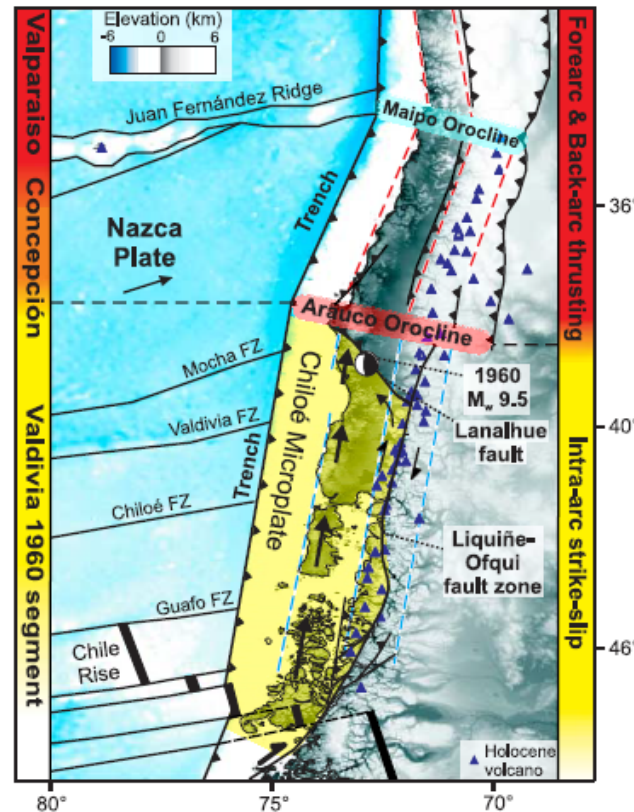 Elevation (km)
-6 0 6
Valparaiso
Concepción
Valdivia 1960 segment
Forearc & Back-arc thrusting
Intra-arc strike-slip
Juan Fernández Ridge
Maipo Orocline
Trench
Nazca
Plate
36°
Arauco Orocline
Mocha FZ
1960
Mw 9.5
Chiloé Microplate
Lanalhue
fault
40°
Valdivia FZ
Trench
Chiloé FZ
Liquiñe-
Ofqui
fault zone
Guafo FZ
Chile
Rise
46°
Holocene
volcano
80° 75° 70°